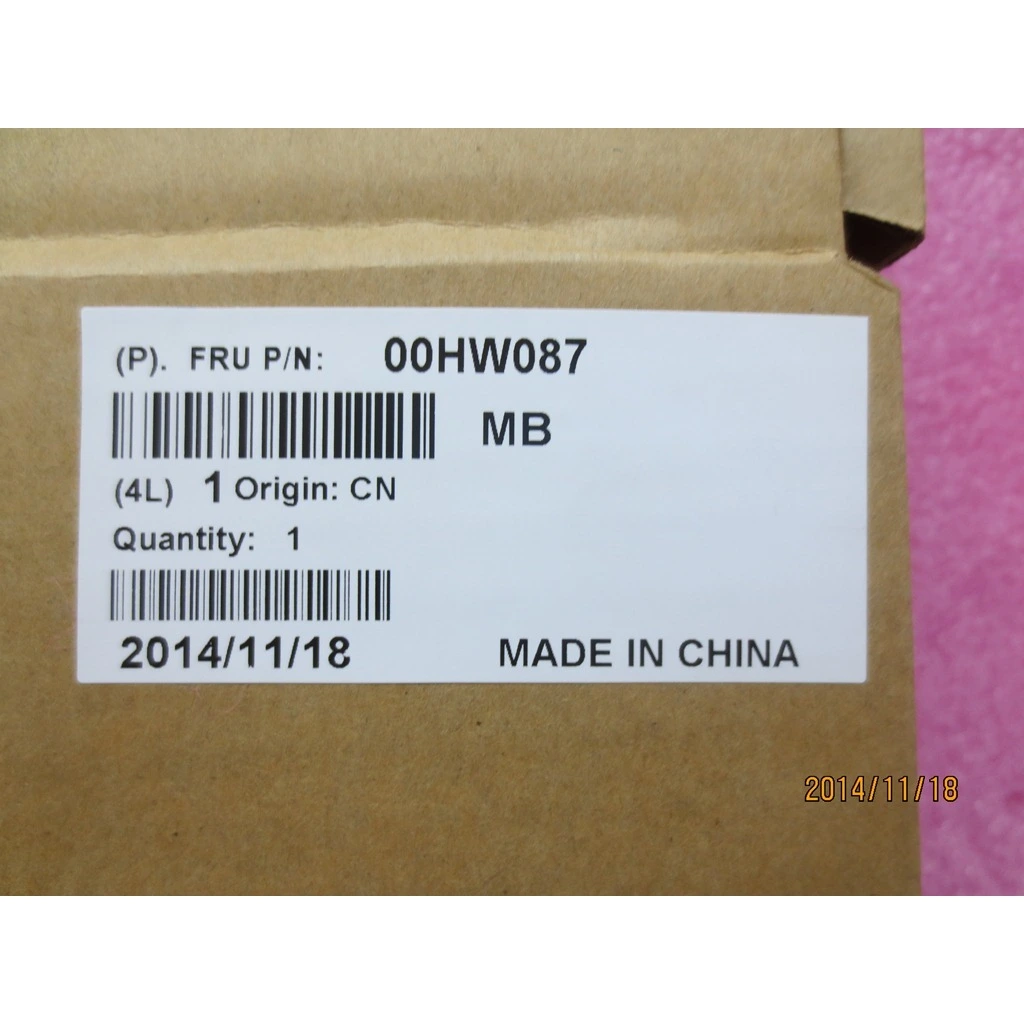 (P). FRU P/N: 00HW087
MB
(4L) 1 Origin: CN
Quantity: 1
2014/11/18 MADE IN CHINA
2014/11/18